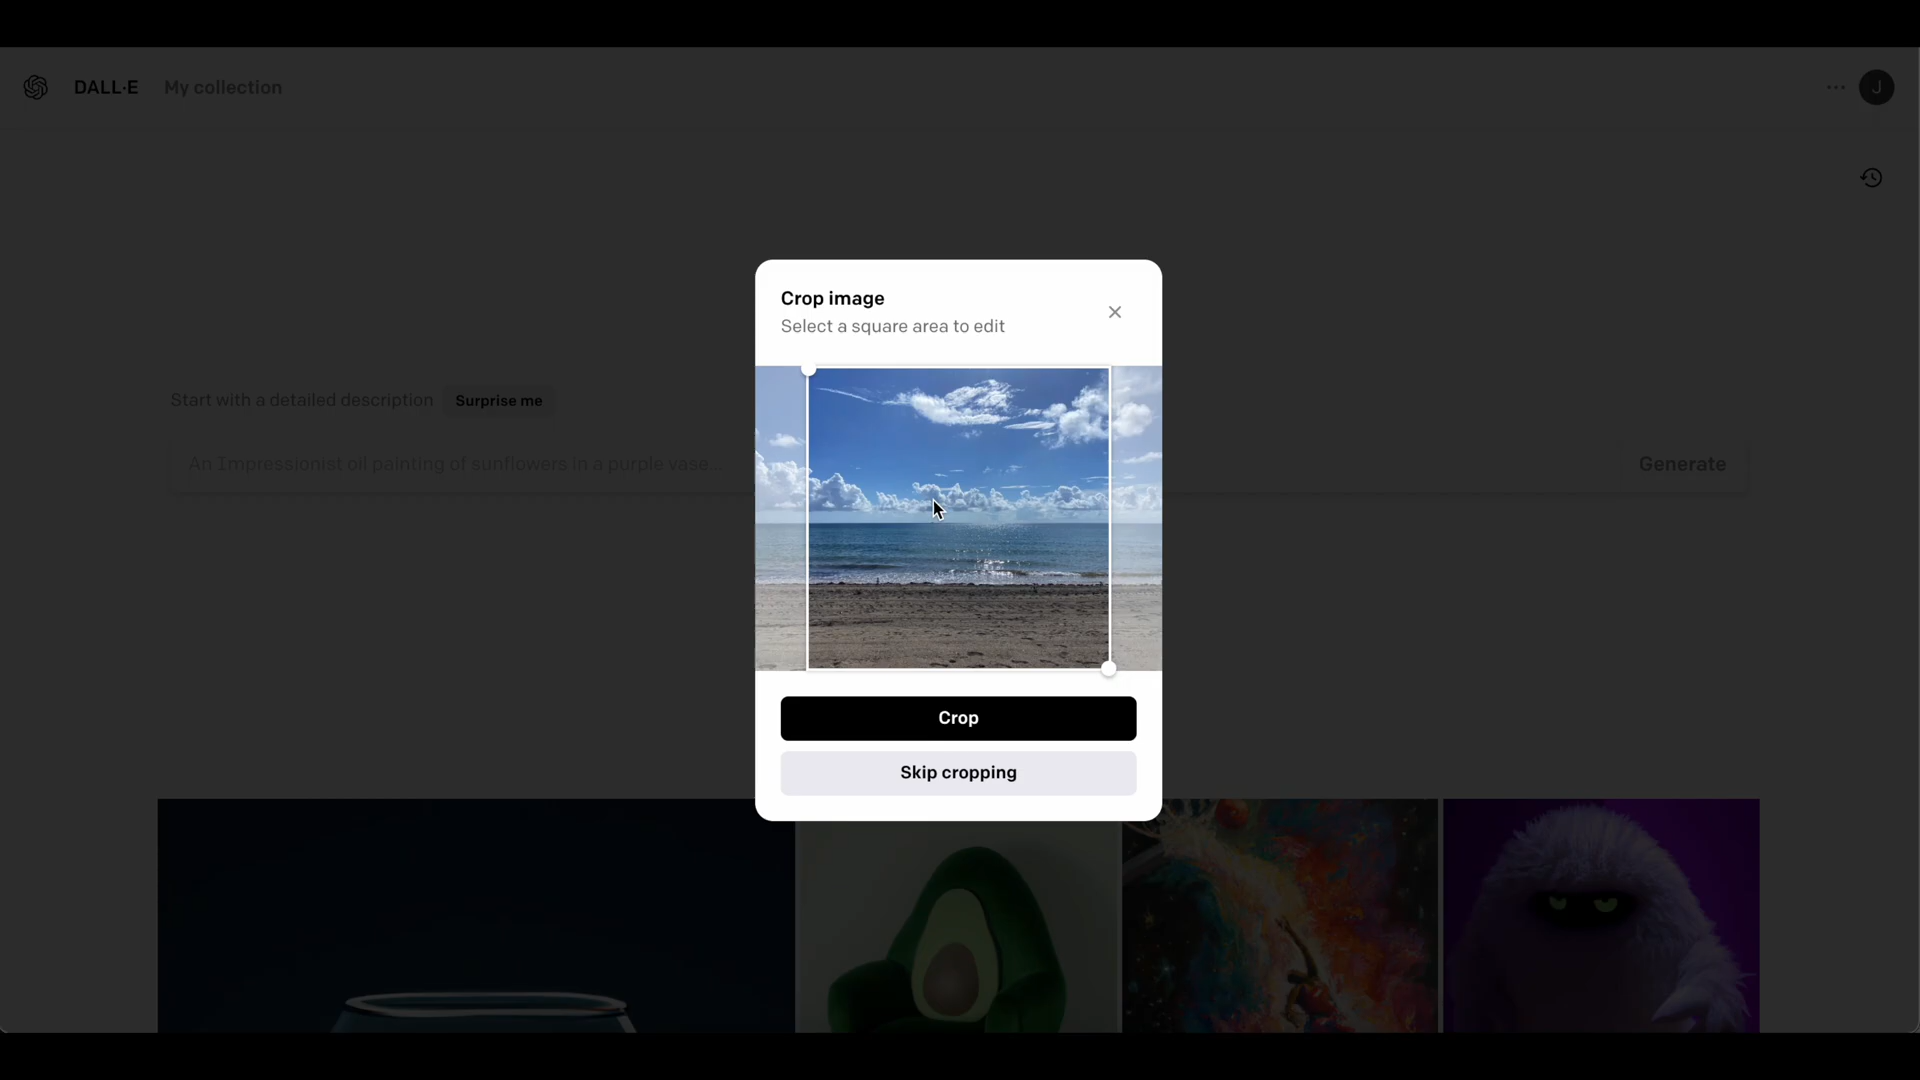 DALL·E My collection
J
Crop image
Select a square area to edit
Start with a detailed description Surprise me
An Impressionist oil painting of sunflowers in a purple vase...
Generate
Crop
Skip cropping